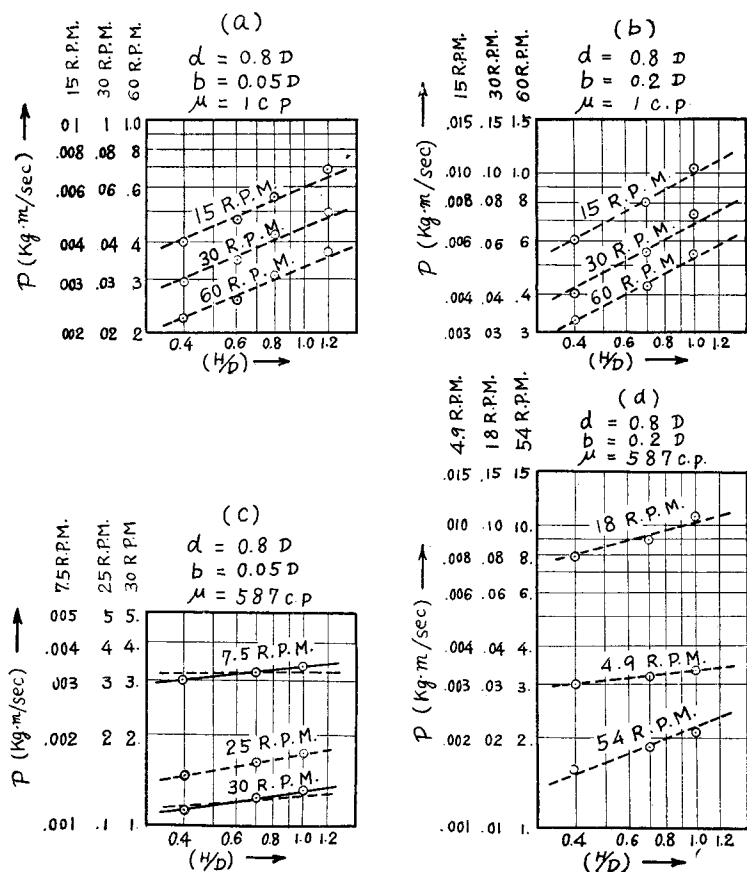 (a)
d = 0.8 D
b = 0.05 D
μ = 1 C P
15 R.P.M.
30 R.P.M.
60 R.P.M.
01 1 1.0
.008 .08 .8
.006 .06 .6
.004 .04 .4
.003 .03 .3
.002 .02 .2
P (Kg·m/sec)
15 R.P.M.
30 R.P.M.
60 R.P.M.
0.4 0.6 0.8 1.0 1.2
(H/D)
(b)
d = 0.8 D
b = 0.2 D
μ = 1 C.P.
15 R.P.M.
30 R.P.M.
60 R.P.M.
.015 .15 1.5
.010 .10 1.0
.008 .08 .8
.006 .06 .6
.004 .04 .4
.003 .03 .3
P (Kg·m/sec)
15 R.P.M.
30 R.P.M.
60 R.P.M.
0.4 0.6 0.8 1.0 1.2
(H/D)
(c)
d = 0.8 D
b = 0.05 D
μ = 587 C P
7.5 R.P.M.
25 R.P.M.
30 R P M
005 5 5.
.004 4 4.
.003 3 3.
.002 2 2.
.001 .1 1.
P (Kg·m/sec)
7.5 R.P.M.
25 R.P.M.
30 R.P.M.
0.4 0.6 0.8 1.0 1.2
(H/D)
(d)
d = 0.8 D
b = 0.2 D
μ = 587 C.P.
4.9 R.P.M.
18 R.P.M.
54 R.P.M.
.015 .15 15
.010 .10 10.
.008 .08 8.
.004 .04 4.
.003 .03 3.
.002 02 2.
.001 .01 1.
P (Kg·m/sec)
18 R.P.M.
4.9 R.P.M.
54 R.P.M.
0.4 0.6 0.8 1.0 1.2
(H/D)